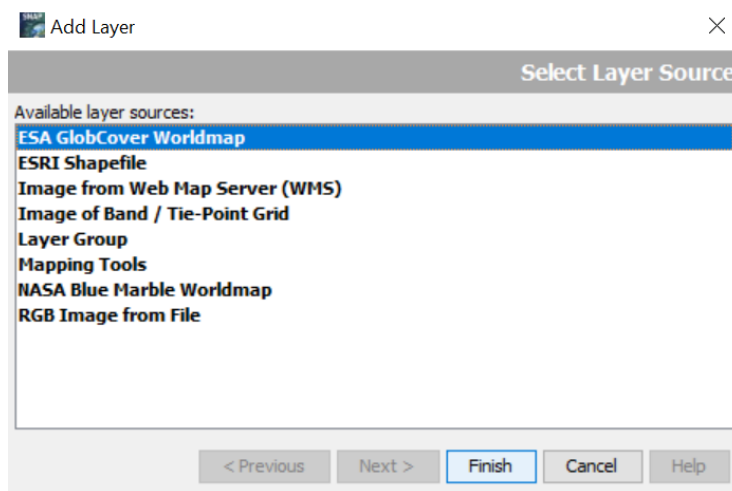 SNAP
Add Layer
Select Layer Source
Available layer sources:
ESA GlobCover Worldmap
ESRI Shapefile
Image from Web Map Server (WMS)
Image of Band / Tie-Point Grid
Layer Group
Mapping Tools
NASA Blue Marble Worldmap
RGB Image from File
< Previous Next > Finish Cancel Help